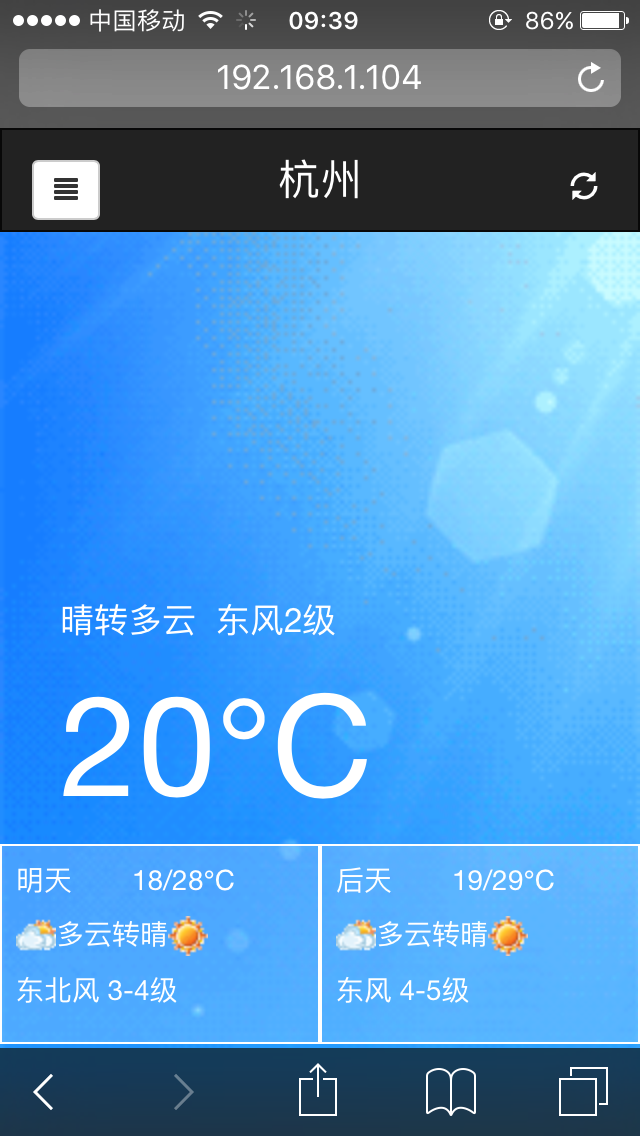 中国移动 09:39 86%
192.168.1.104
杭州
晴转多云 东风2级
20°C
明天 18/28°C
多云转晴
东北风 3-4级
后天 19/29°C
多云转晴
东风 4-5级